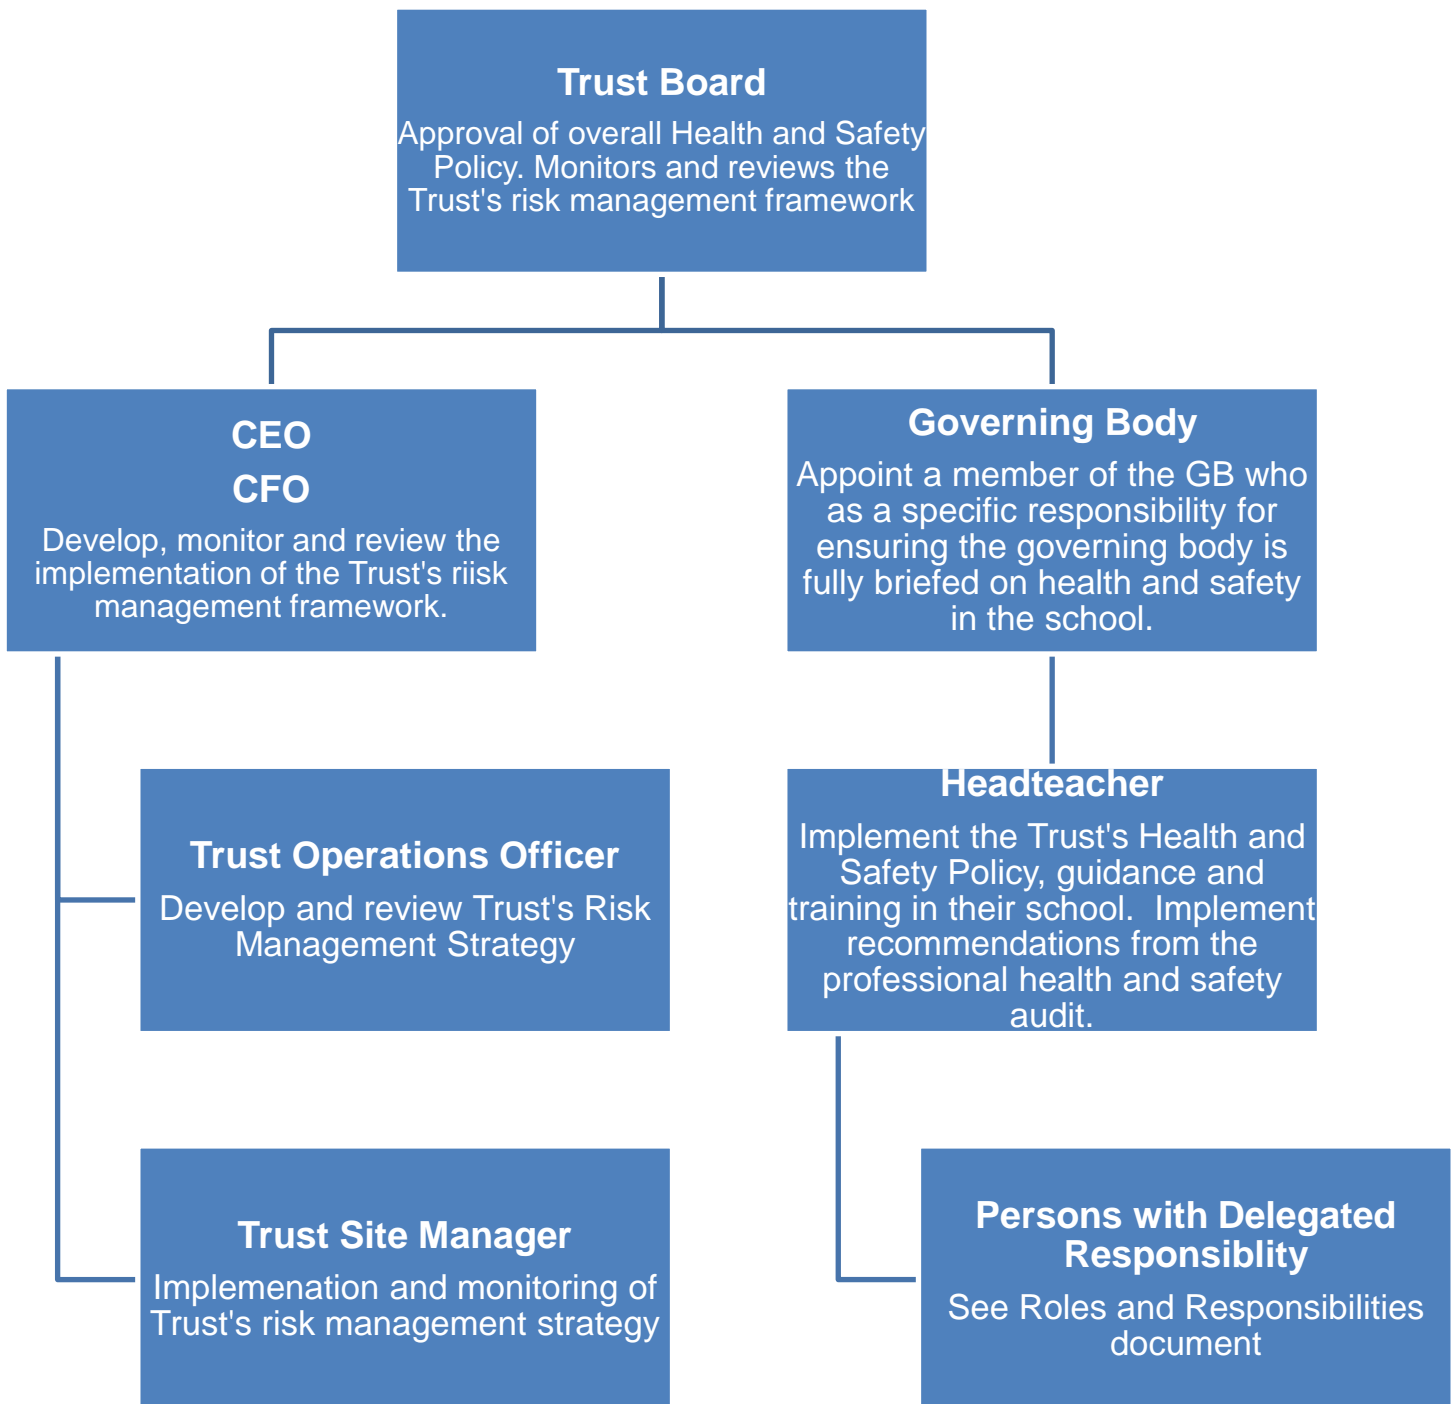 Trust Board
Approval of overall Health and Safety
Policy. Monitors and reviews the
Trust's risk management framework
CEO
CFO
Develop, monitor and review the
implementation of the Trust's riisk
management framework.
Governing Body
Appoint a member of the GB who
as a specific responsibility for
ensuring the governing body is
fully briefed on health and safety
in the school.
Trust Operations Officer
Develop and review Trust's Risk
Management Strategy
Headteacher
Implement the Trust's Health and
Safety Policy, guidance and
training in their school.  Implement
recommendations from the
professional health and safety
audit.
Trust Site Manager
Implemenation and monitoring of
Trust's risk management strategy
Persons with Delegated
Responsiblity
See Roles and Responsibilities
document